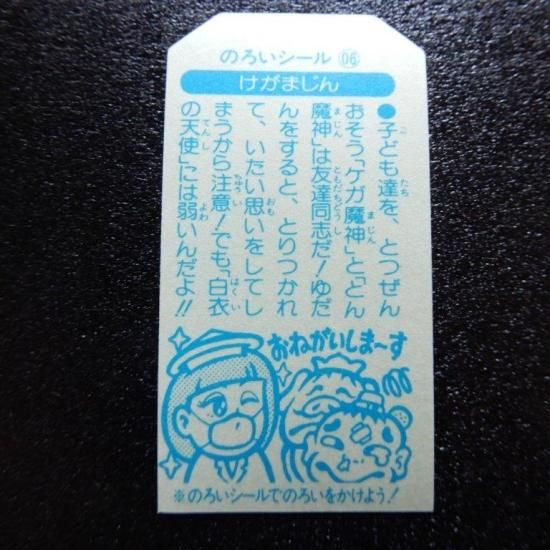 のろいシール 06
けがまじん
●子ども達を、とつぜん
おそう「ケガ魔神」と「どん
魔神」は友達同志だ！ゆだ
んをすると、とりつかれ
て、いたい思いをしてし
まうから注意！でも「白衣
の天使」には弱いんだよ!!
おねがいしま〜す
※のろいシールでのろいをかけよう！